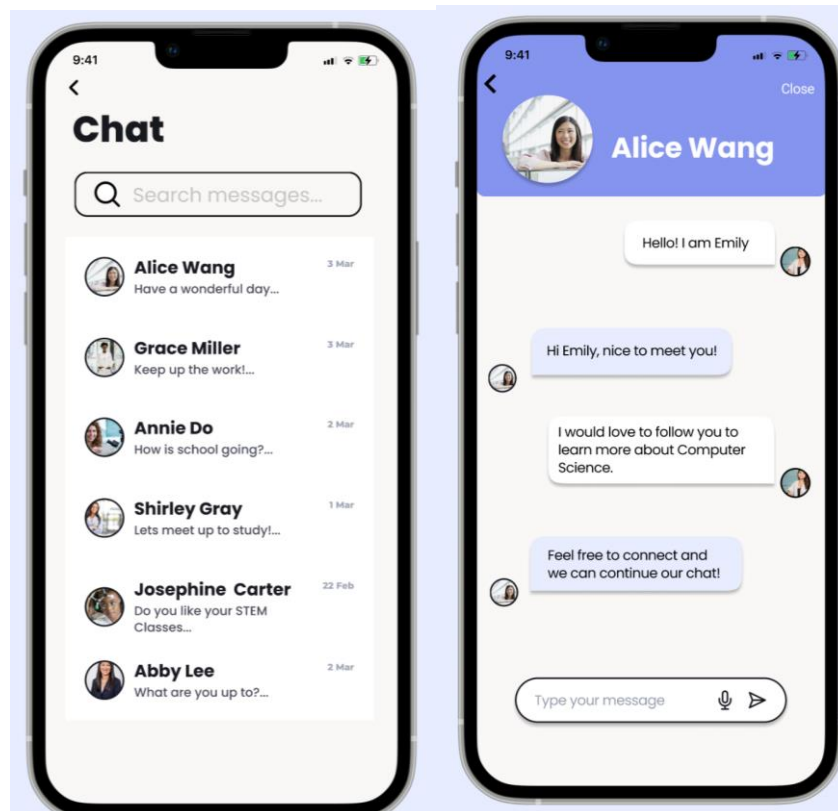 9:41
Chat
Search messages...
Alice Wang
3 Mar
Have a wonderful day...
Grace Miller
3 Mar
Keep up the work!...
Annie Do
2 Mar
How is school going?...
Shirley Gray
1 Mar
Lets meet up to study!...
Josephine Carter
22 Feb
Do you like your STEM
Classes...
Abby Lee
2 Mar
What are you up to?...
9:41
Close
Alice Wang
Hello! I am Emily
Hi Emily, nice to meet you!
I would love to follow you to
learn more about Computer
Science.
Feel free to connect and
we can continue our chat!
Type your message